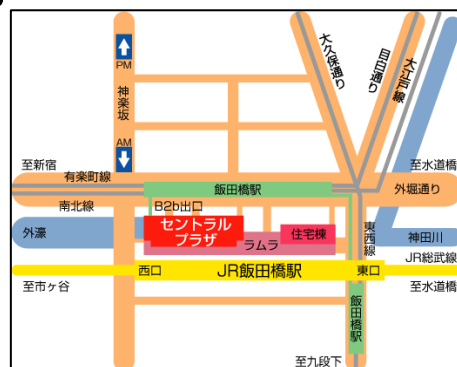 PM
神楽坂
AM
大久保通り
目白通り
大江戸線
至新宿
至水道橋
有楽町線
飯田橋駅
外堀通り
南北線
B2b出口
外濠
セントラル
プラザ
ラムラ
住宅棟
東西線
神田川
JR総武線
西口
JR飯田橋駅
東口
至市ヶ谷
至水道橋
飯田橋駅
至九段下